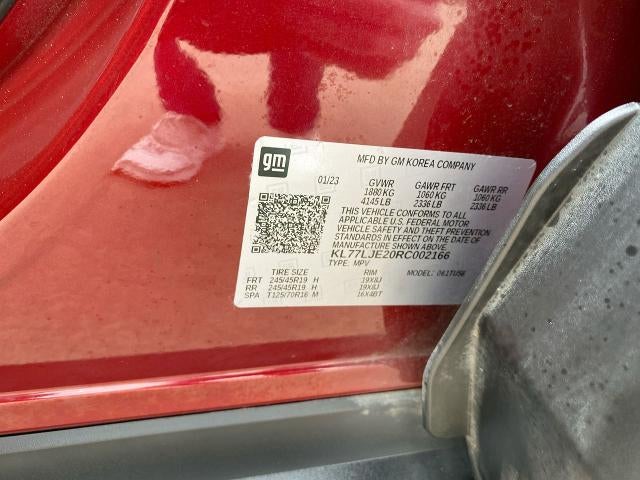 gm
MFD BY GM KOREA COMPANY
01/23 GVWR GAWR FRT GAWR RR
1880 KG 1060 KG 1060 KG
4145 LB 2336 LB 2336 LB
THIS VEHICLE CONFORMS TO ALL
APPLICABLE U.S. FEDERAL MOTOR
VEHICLE SAFETY AND THEFT PREVENTION
STANDARDS IN EFFECT ON THE DATE OF
MANUFACTURE SHOWN ABOVE.
KL77LJE20RC002166
TYPE: MPV
TIRE SIZE RIM MODEL:
FRT 245/45R19 H 19X8J
RR 245/45R19 H 19X8J
SPA T125/70R16 M 16X4BT